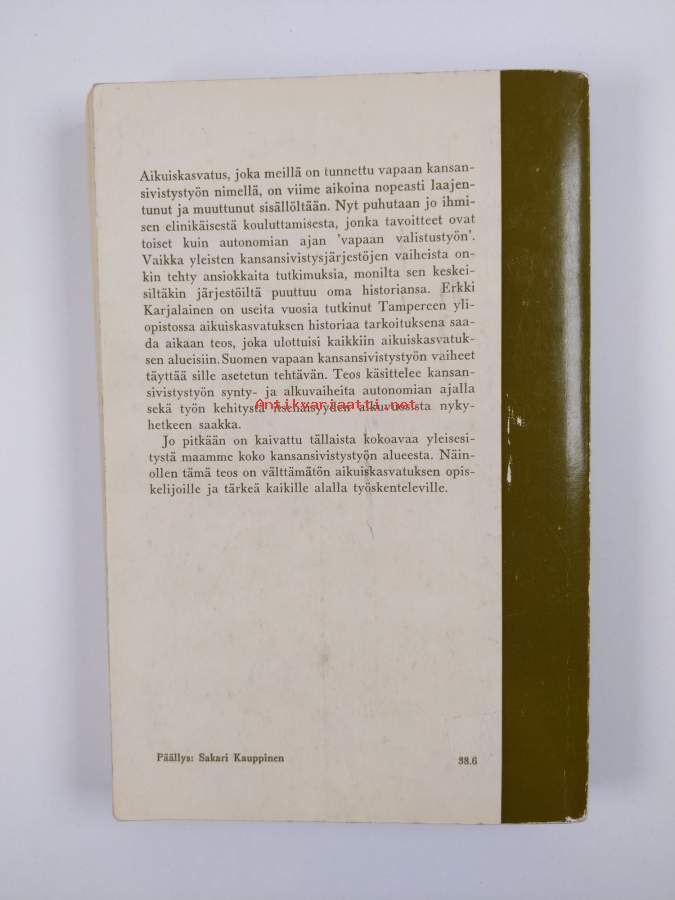 Aikuiskasvatus, joka meillä on tunnettu vapaan kansan-
sivistystyön nimellä, on viime aikoina nopeasti laajen-
tunut ja muuttunut sisällöltään. Nyt puhutaan jo ihmi-
sen elinikäisestä kouluttamisesta, jonka tavoitteet ovat
toiset kuin autonomian ajan 'vapaan valistustyön'.
Vaikka yleisten kansansivistysjärjestöjen vaiheista on-
kin tehty ansiokkaita tutkimuksia, monilta sen keskei-
siltäkin järjestöiltä puuttuu oma historiansa. Erkki
Karjalainen on useita vuosia tutkinut Tampereen yli-
opistossa aikuiskasvatuksen historiaa tarkoituksena saa-
da aikaan teos, joka ulottuisi kaikkiin aikuiskasvatuk-
sen alueisiin. Suomen vapaan kansansivistystyön vaiheet
täyttää sille asetetun tehtävän. Teos käsittelee kansan-
sivistystyön synty- ja alkuvaiheita autonomian ajalla
Antikvariaatti.net
sekä työn kehitystä itsenäisyyden alkuvuosista nyky-
hetkeen saakka.
Jo pitkään on kaivattu tällaista kokoavaa yleisesi-
tystä maamme koko kansansivistystyön alueesta. Näin-
ollen tämä teos on välttämätön aikuiskasvatuksen opis-
kelijoille ja tärkeä kaikille alalla työskenteleville.
Päällys: Sakari Kauppinen 38.6